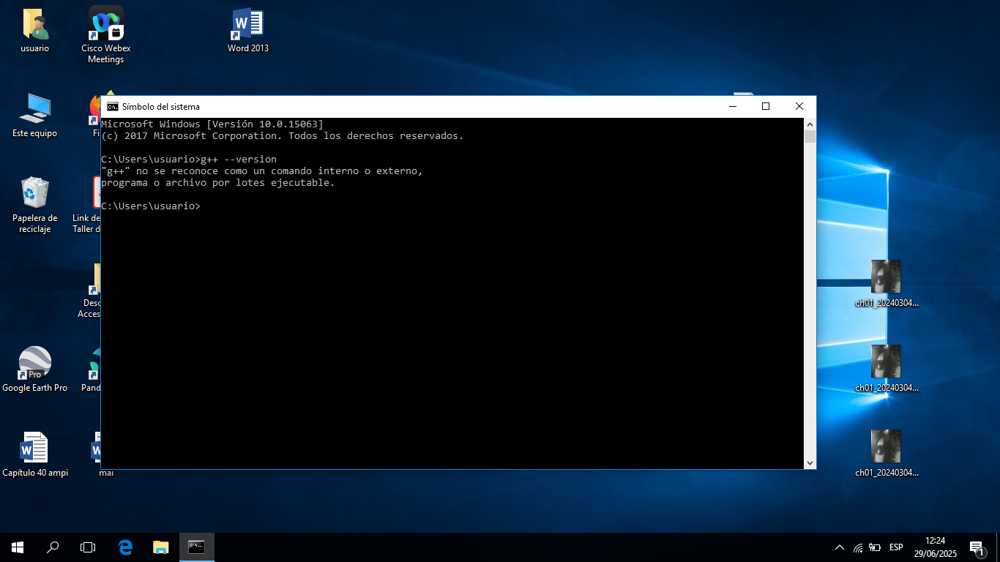 usuario
Cisco Webex
Meetings
Word 2013
Este equipo
Fi
Papelera de
reciclaje
Link de
Taller d
Desc
Acces
Google Earth Pro
Pro
Pand
Capítulo 40 ampi
mai
Símbolo del sistema
Microsoft Windows [Versión 10.0.15063]
(c) 2017 Microsoft Corporation. Todos los derechos reservados.
C:\Users\usuario>g++ --version
"g++" no se reconoce como un comando interno o externo,
programa o archivo por lotes ejecutable.
C:\Users\usuario>
ch01_20240304...
ch01_20240304...
ch01_20240304...
ESP
12:24
29/06/2025
1